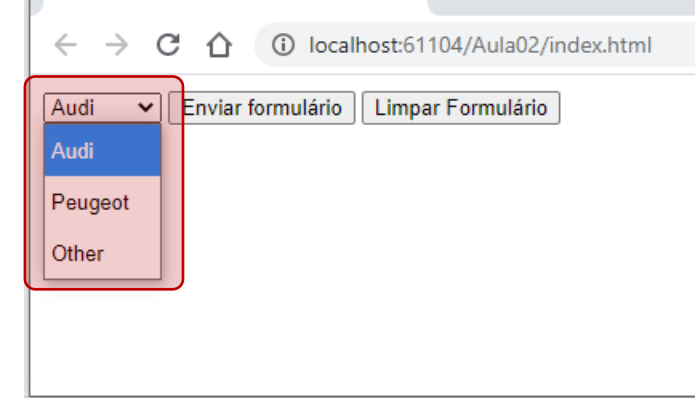 localhost:61104/Aula02/index.html
Audi Enviar formulário Limpar Formulário
Audi
Peugeot
Other